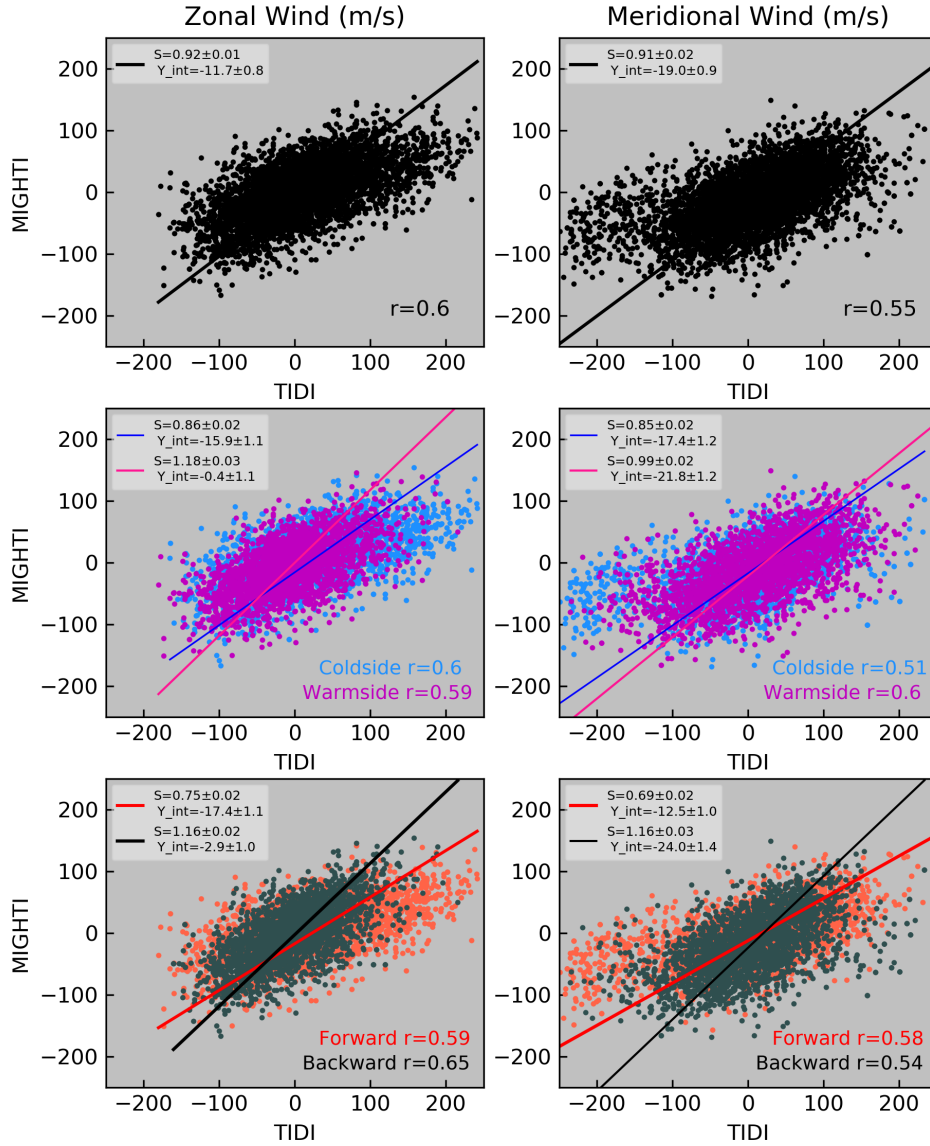 Zonal Wind (m/s)
Meridional Wind (m/s)
S=0.92±0.01
Y_int=-11.7±0.8
200
100
0
−100
−200
MIGHTI
r=0.6
−200 −100 0 100 200
TIDI
S=0.91±0.02
Y_int=-19.0±0.9
200
100
0
−100
−200
r=0.55
−200 −100 0 100 200
TIDI
S=0.86±0.02
Y_int=-15.9±1.1
S=1.18±0.03
Y_int=-0.4±1.1
200
100
0
−100
−200
MIGHTI
Coldside r=0.6
Warmside r=0.59
−200 −100 0 100 200
TIDI
S=0.85±0.02
Y_int=-17.4±1.2
S=0.99±0.02
Y_int=-21.8±1.2
200
100
0
−100
−200
Coldside r=0.51
Warmside r=0.6
−200 −100 0 100 200
TIDI
S=0.75±0.02
Y_int=-17.4±1.1
S=1.16±0.02
Y_int=-2.9±1.0
200
100
0
−100
−200
MIGHTI
Forward r=0.59
Backward r=0.65
−200 −100 0 100 200
TIDI
S=0.69±0.02
Y_int=-12.5±1.0
S=1.16±0.03
Y_int=-24.0±1.4
200
100
0
−100
−200
Forward r=0.58
Backward r=0.54
−200 −100 0 100 200
TIDI